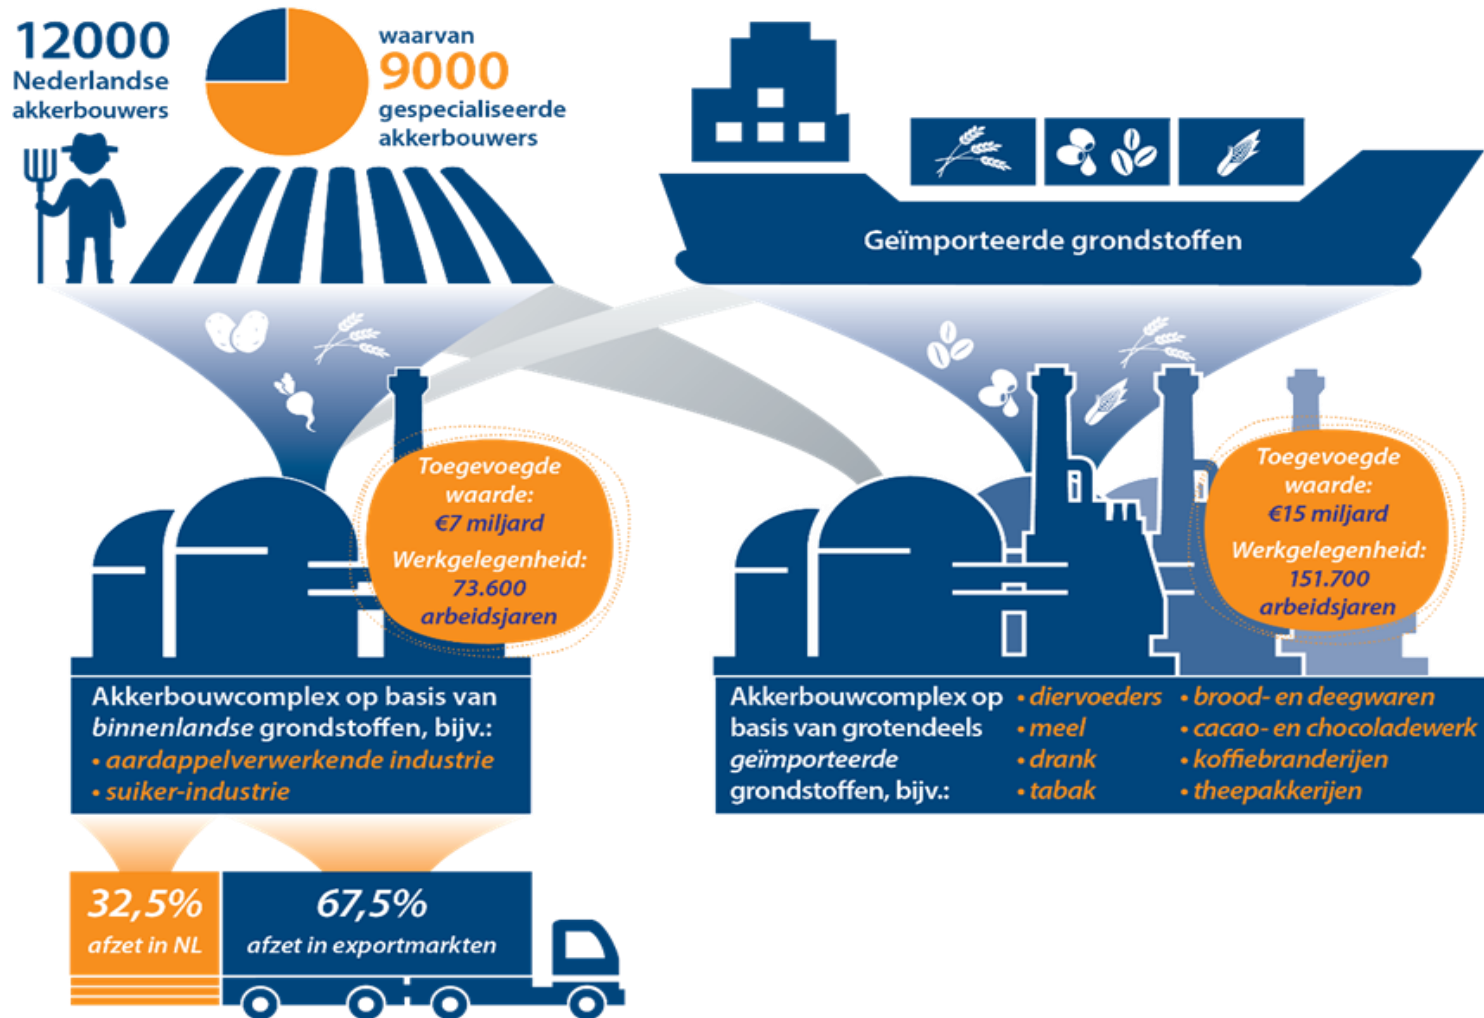 12000
Nederlandse
akkerbouwers
waarvan
9000
gespecialiseerde
akkerbouwers
Geïmporteerde grondstoffen
Toegevoegde
waarde:
€7 miljard
Werkgelegenheid:
73.600
arbeidsjaren
Toegevoegde
waarde:
€15 miljard
Werkgelegenheid:
151.700
arbeidsjaren
Akkerbouwcomplex op basis van
binnenlandse grondstoffen, bijv.:
• aardappelverwerkende industrie
• suiker-industrie
Akkerbouwcomplex op
basis van grotendeels
geïmporteerde
grondstoffen, bijv.:
• diervoeders
• meel
• drank
• tabak
• brood- en deegwaren
• cacao- en chocoladewerk
• koffiebranderijen
• theepakkerijen
32,5%
afzet in NL
67,5%
afzet in exportmarkten